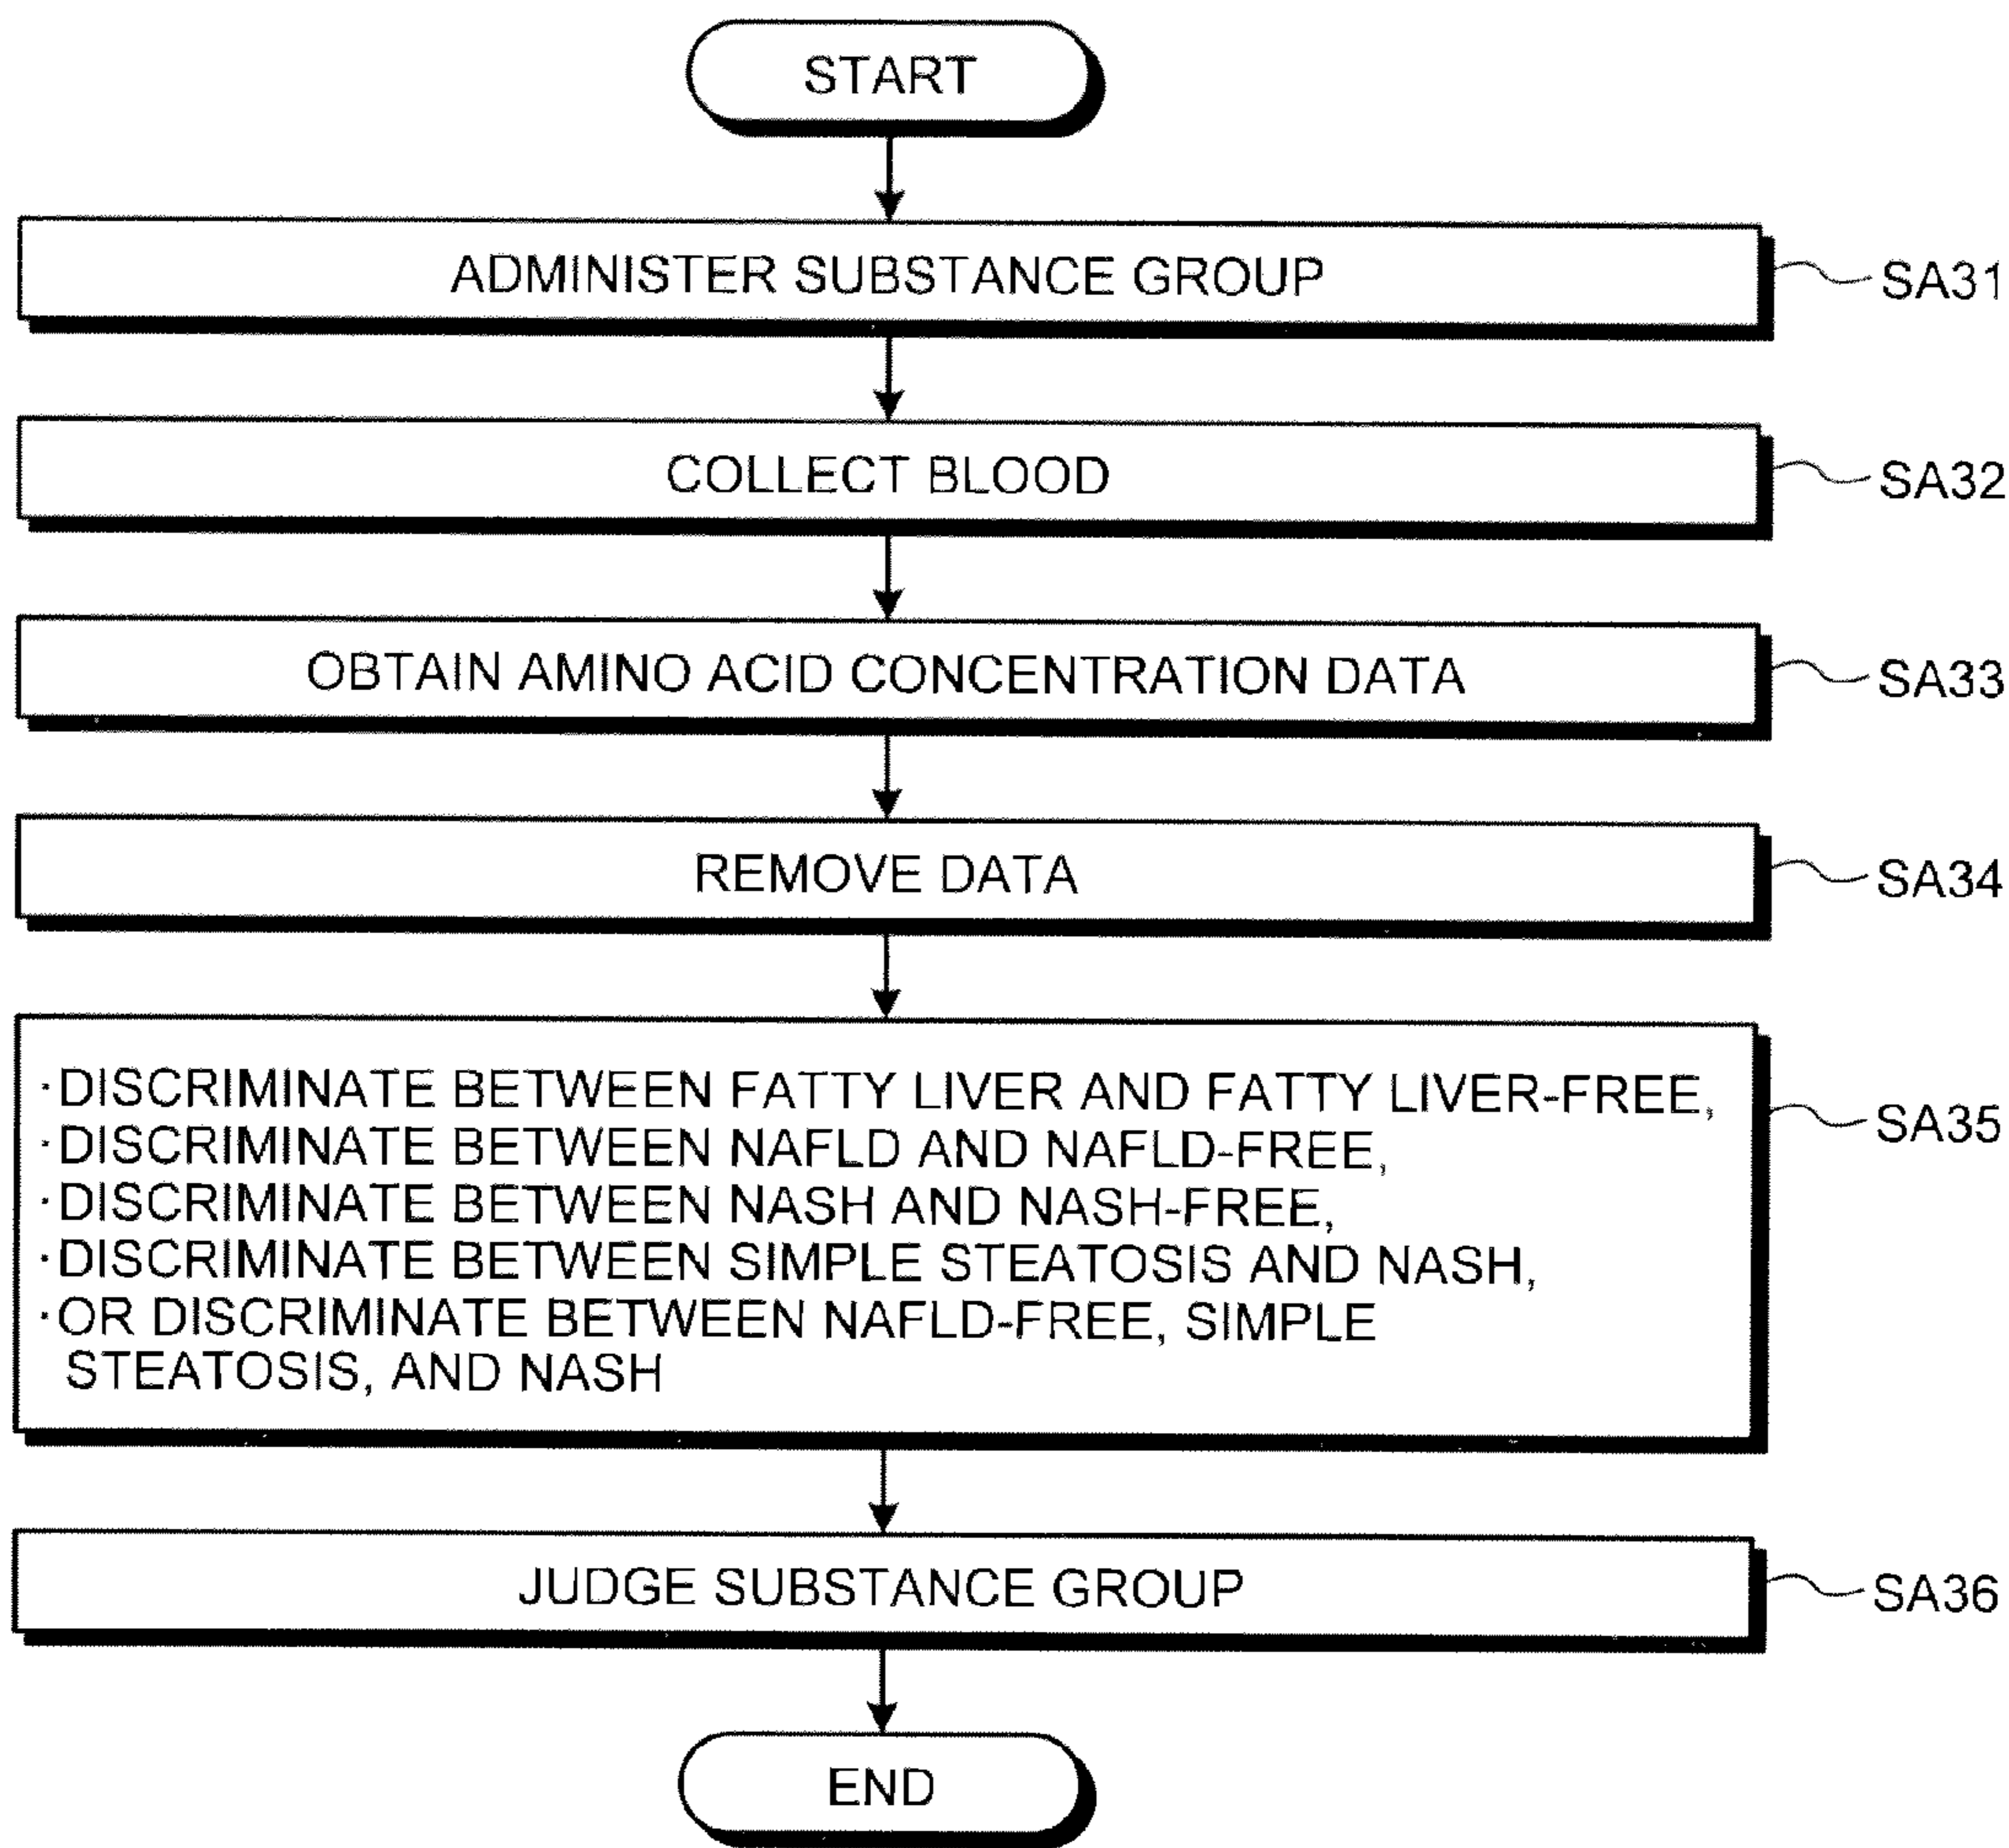 START
ADMINISTER SUBSTANCE GROUP
SA31
COLLECT BLOOD
SA32
OBTAIN AMINO ACID CONCENTRATION DATA
SA33
REMOVE DATA
SA34
·DISCRIMINATE BETWEEN FATTY LIVER AND FATTY LIVER-FREE,
·DISCRIMINATE BETWEEN NAFLD AND NAFLD-FREE,
·DISCRIMINATE BETWEEN NASH AND NASH-FREE,
·DISCRIMINATE BETWEEN SIMPLE STEATOSIS AND NASH,
·OR DISCRIMINATE BETWEEN NAFLD-FREE, SIMPLE
STEATOSIS, AND NASH
SA35
JUDGE SUBSTANCE GROUP
SA36
END